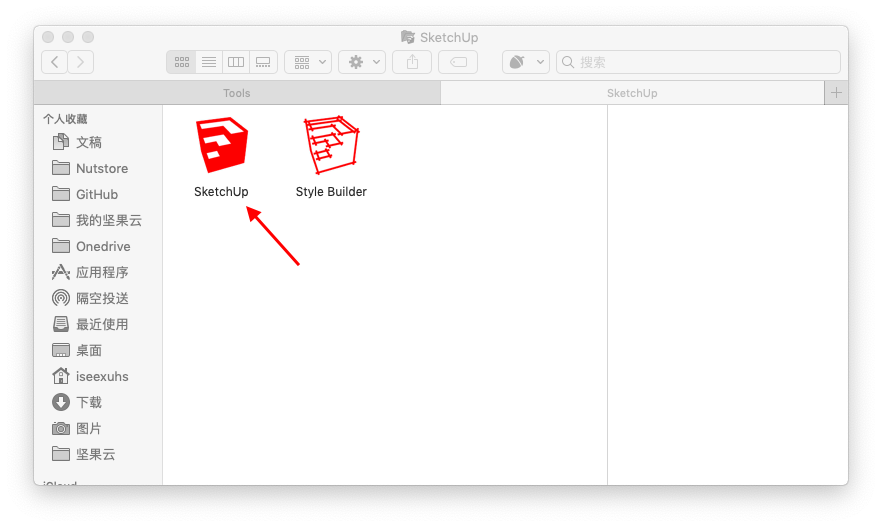 SketchUp
搜索
Tools
SketchUp
个人收藏
文稿
Nutstore
GitHub
我的坚果云
Onedrive
应用程序
隔空投送
最近使用
桌面
iseexuhs
下载
图片
坚果云
iCloud
SketchUp
Style Builder